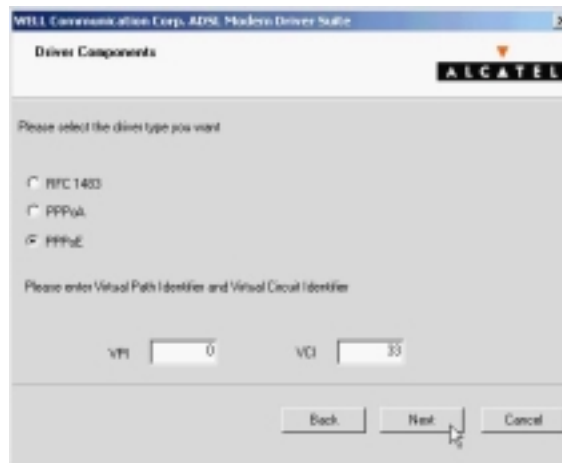 WELL Communication Corp. ADSL Modem Driver Suite
Driver Components
ALCATEL
Please select the driver type you want
RFC 1483
PPPoA
PPPoE
Please enter Virtual Path Identifier and Virtual Circuit Identifier
VPI 0 VCI 33
Back Next Cancel